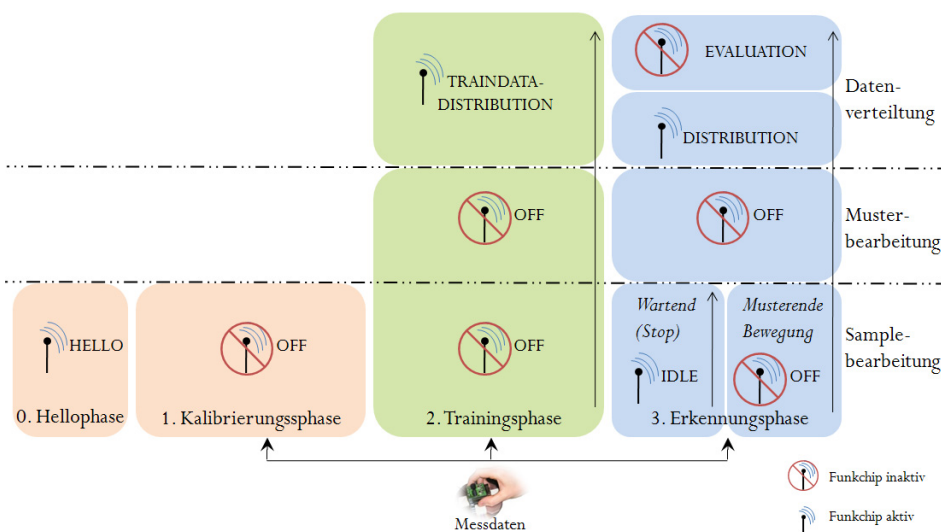 EVALUATION
TRAINDATA-
DISTRIBUTION
DISTRIBUTION
Daten-
verteiltung
OFF
OFF
Muster-
bearbeitung
HELLO
OFF
OFF
Wartend
(Stop)
IDLE
Musterende
Bewegung
OFF
Sample-
bearbeitung
0. Hellophase
1. Kalibrierungssphase
2. Trainingsphase
3. Erkennungsphase
Messdaten
Funkchip inaktiv
Funkchip aktiv